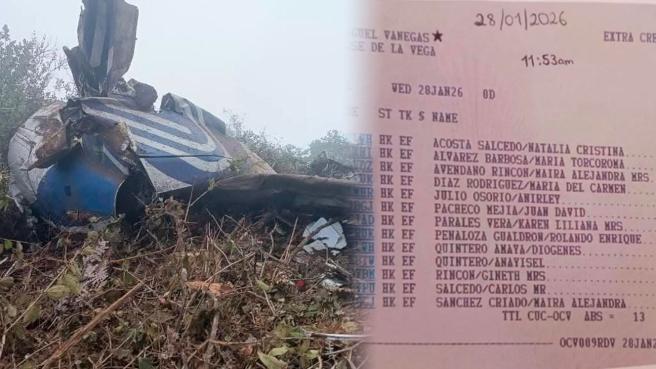 28/01/2026
GUEL VANEGAS★ EXTRA CRE
SE DE LA VEGA
11:53am
WED 28JAN26 0D
ST TK S NAME
HK EF ACOSTA SALCEDO/NATALIA CRISTINA
HK EF ALVAREZ BARBOSA/MARIA TORCOROMA
HK EF AVENDANO RINCON/MAIRA ALEJANDRA MRS
HK EF DIAZ RODRIGUEZ/MARIA DEL CARMEN
HK EF JULIO OSORIO/ANIRLEY
HK EF PACHECO MEJIA/JUAN DAVID
HK EF PARALES VERA/KAREN LILIANA MRS
HK EF PENALOZA GUALDRON/ROLANDO ENRIQUE
HK EF QUINTERO AMAYA/DIOGENES
HK EF QUINTERO/ANAYISEL
HK EF RINCON/GINETH MRS
HK EF SALCEDO/CARLOS MR
HK EF SANCHEZ CRIADO/MAIRA ALEJANDRA
TTL CUC-OCV ABS = 13
OCV009RDV 28JAN2